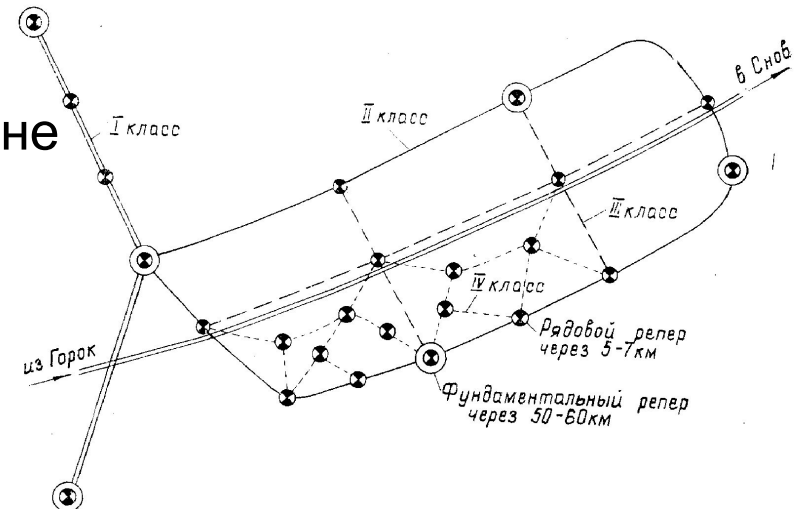 не
I класс
II класс
в Снов
III класс
IV класс
из Горок
Рядовой репер
через 5-7км
Фундаментальный репер
через 50-60км